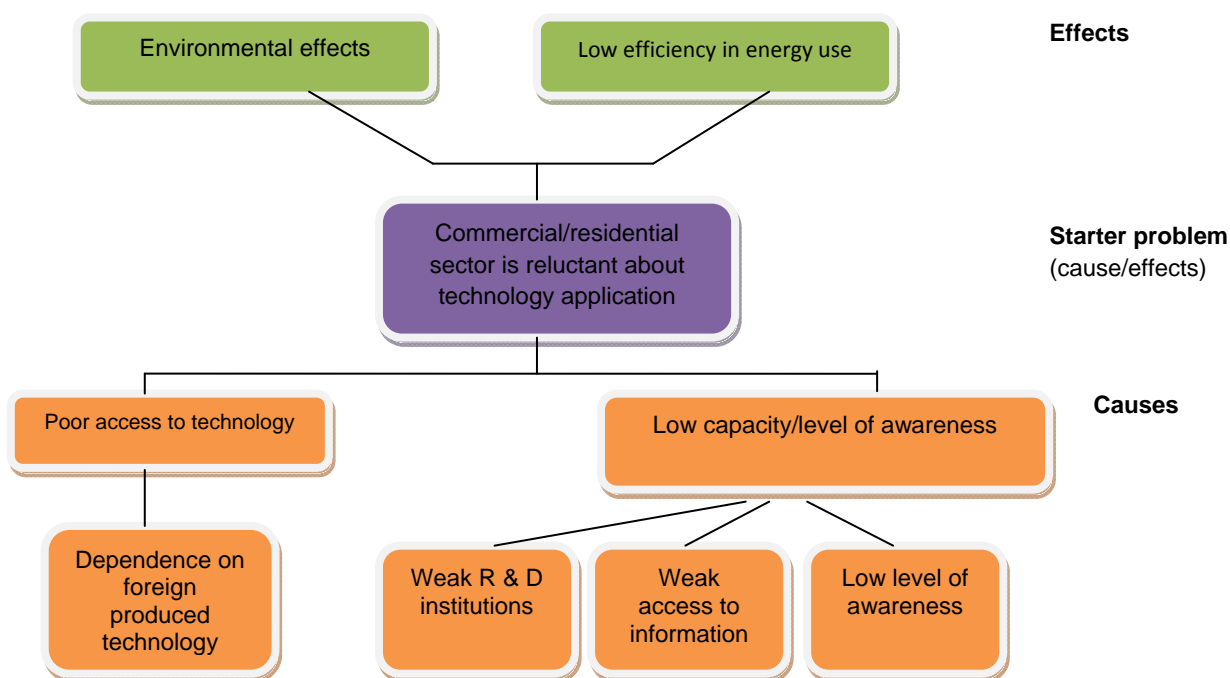 Environmental effects
Low efficiency in energy use
Effects
Commercial/residential
sector is reluctant about
technology application
Starter problem
(cause/effects)
Poor access to technology
Low capacity/level of awareness
Causes
Dependence on
foreign
produced
technology
Weak R & D
institutions
Weak
access to
information
Low level of
awareness